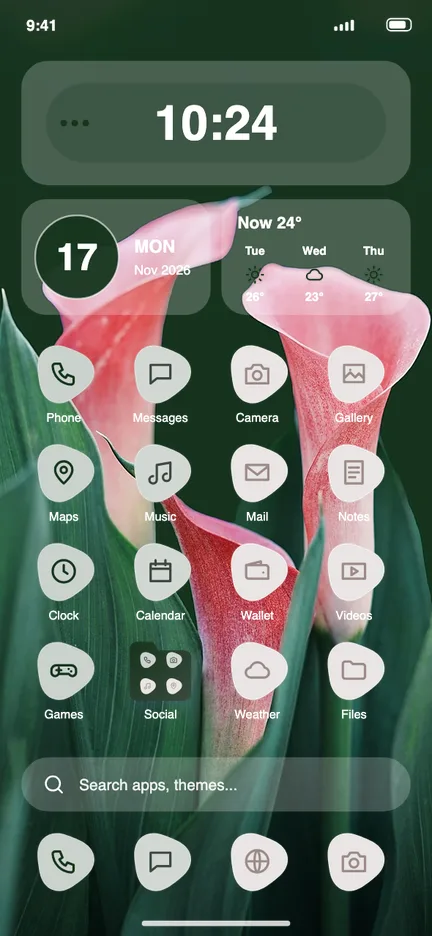 9:41
10:24
17
MON
Nov 2026
Now 24°
Tue Wed Thu
26° 23° 27°
Phone Messages Camera Gallery
Maps Music Mail Notes
Clock Calendar Wallet Videos
Games Social Weather Files
Search apps, themes...